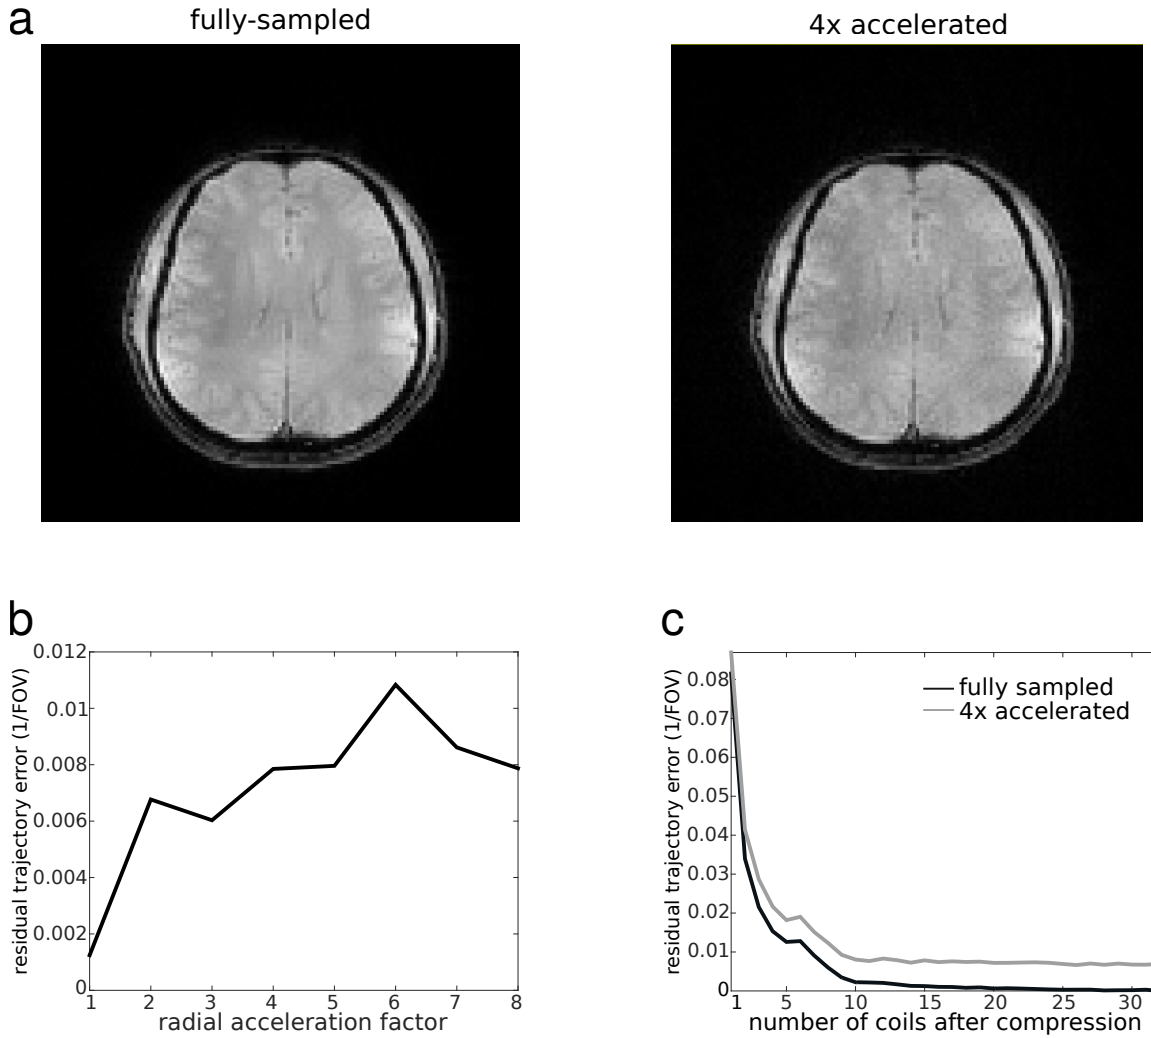 a
fully-sampled
4x accelerated
b
residual trajectory error (1/FOV)
0.012
0.01
0.008
0.006
0.004
0.002
0
1 2 3 4 5 6 7 8
radial acceleration factor
c
residual trajectory error (1/FOV)
0.08
0.07
0.06
0.05
0.04
0.03
0.02
0.01
0
fully sampled
4x accelerated
1 5 10 15 20 25 30
number of coils after compression